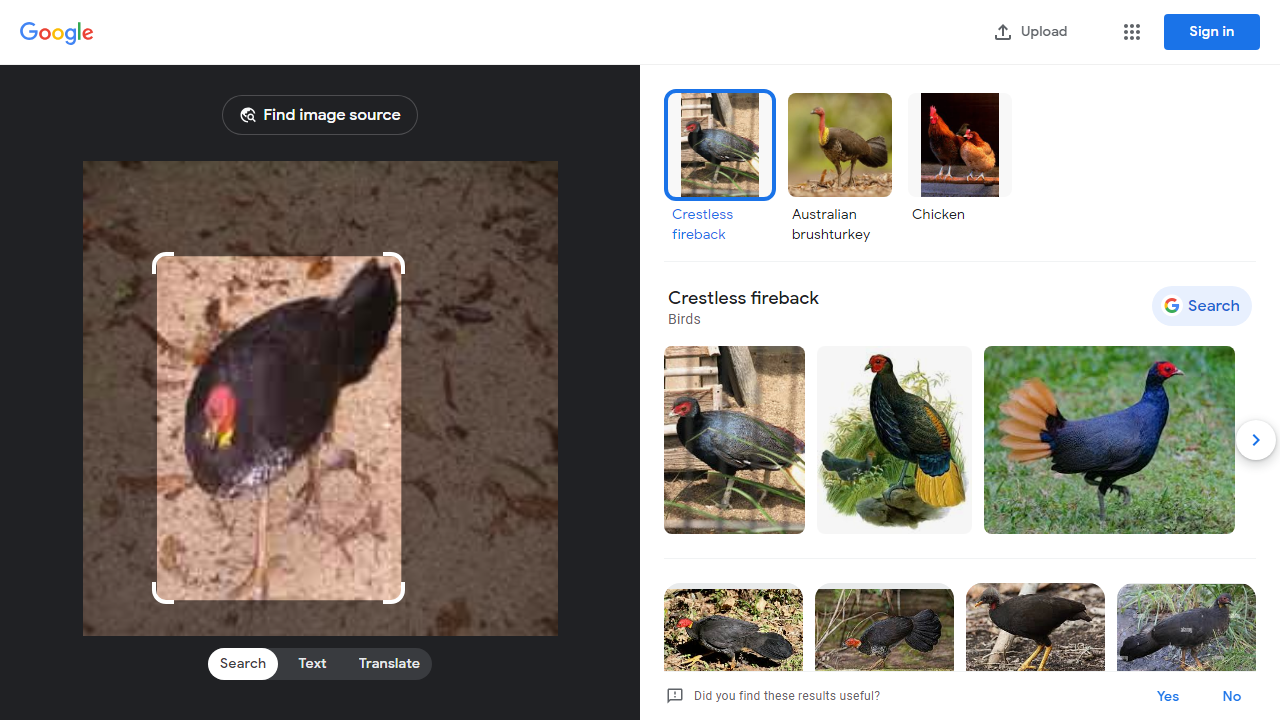 Google
Upload
Sign in
Find image source
Search
Text
Translate
Crestless
fireback
Australian
brushturkey
Chicken
Crestless fireback
Birds
Search
Did you find these results useful?
Yes
No